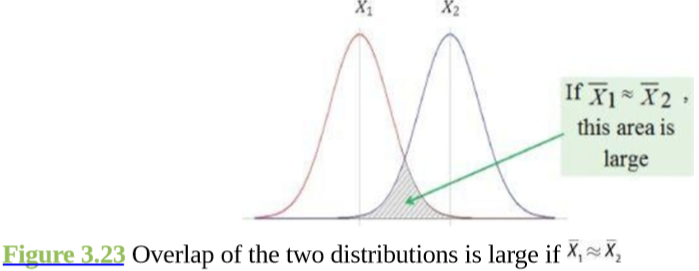 X̅₁ X̅₂
If X̅1 ≈ X̅2 ,
this area is
large
Figure 3.23 Overlap of the two distributions is large if X̅₁ ≈ X̅₂